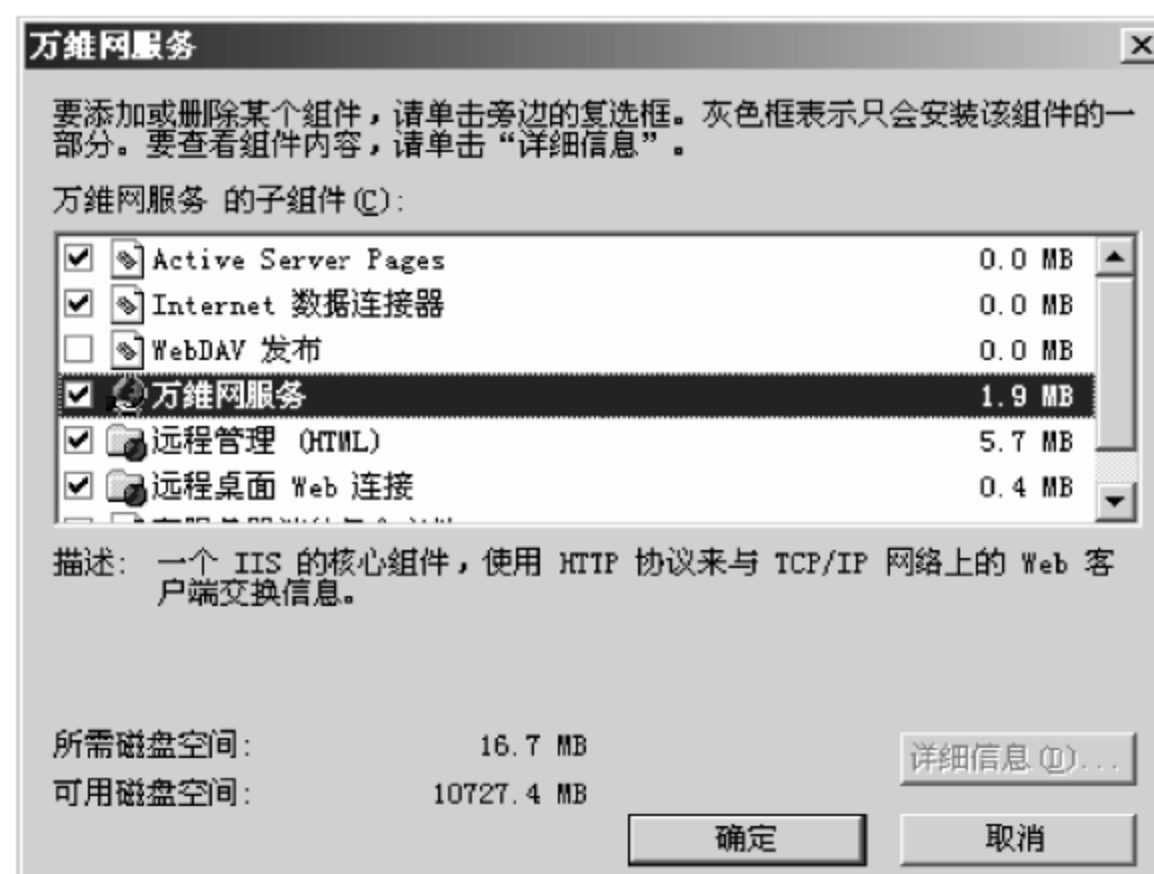 万维网服务
要添加或删除某个组件，请单击旁边的复选框。灰色框表示只会安装该组件的一
部分。要查看组件内容，请单击“详细信息”。
万维网服务 的子组件(C):
Active Server Pages 0.0 MB
Internet 数据连接器 0.0 MB
WebDAV 发布 0.0 MB
万维网服务 1.9 MB
远程管理 (HTML) 5.7 MB
远程桌面 Web 连接 0.4 MB
描述: 一个 IIS 的核心组件，使用 HTTP 协议来与 TCP/IP 网络上的 Web 客
户端交换信息。
所需磁盘空间: 16.7 MB
详细信息(D)...
可用磁盘空间: 10727.4 MB
确定 取消